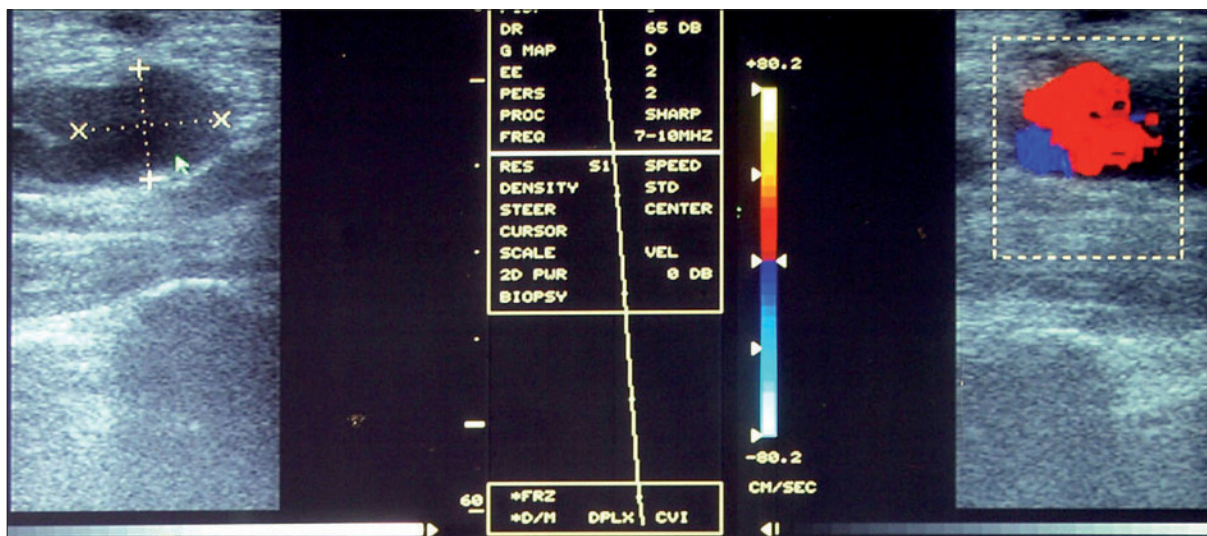 DR 65 DB
G MAP D
EE 2
PERS 2
PROC SHARP
FREQ 7-10MHZ
RES S1 SPEED
DENSITY STD
STEER CENTER
CURSOR
SCALE VEL
2D PWR 0 DB
BIOPSY
60
*FRZ
*D/M DPLX CVI
+80.2
-80.2
CM/SEC